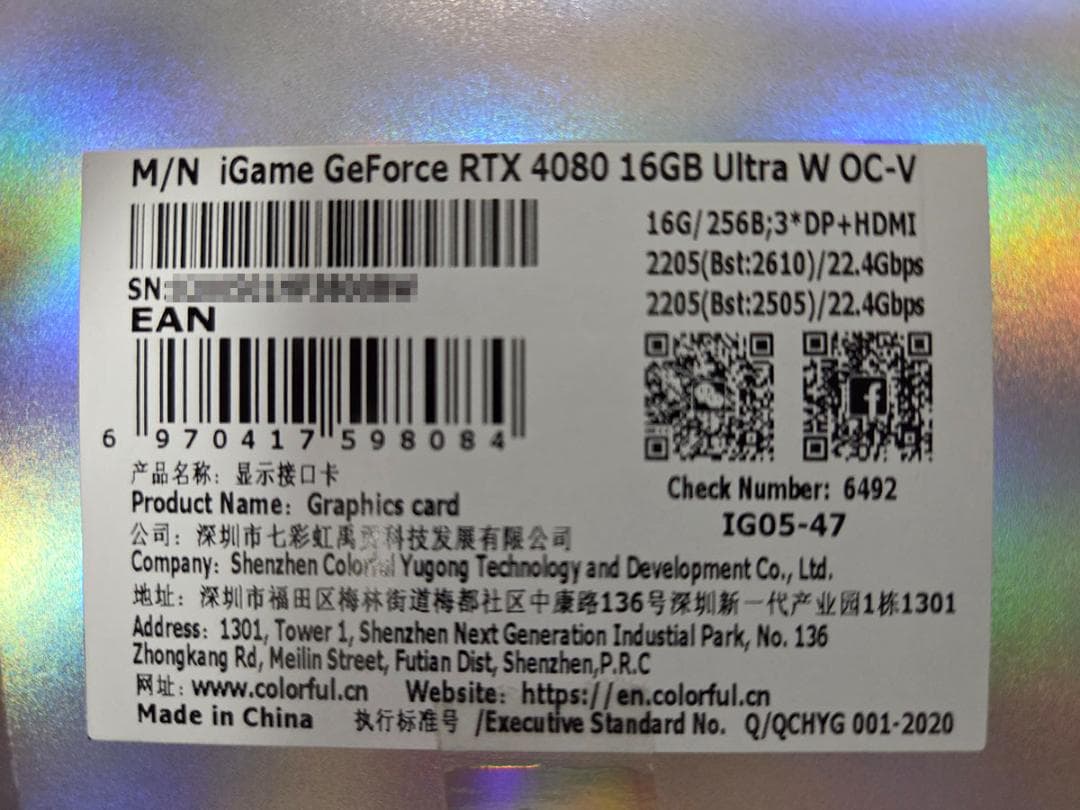 M/N iGame GeForce RTX 4080 16GB Ultra W OC-V
16G/256B;3*DP+HDMI
2205(Bst:2610)/22.4Gbps
2205(Bst:2505)/22.4Gbps
SN:
EAN
6 970417 598084
Check Number: 6492
IG05-47
产品名称: 显示接口卡
Product Name: Graphics card
公司: 深圳市七彩虹禹贡科技发展有限公司
Company: Shenzhen Colorful Yugong Technology and Development Co., Ltd.
地址: 深圳市福田区梅林街道梅都社区中康路136号深圳新一代产业园1栋1301
Address: 1301, Tower 1, Shenzhen Next Generation Industial Park, No. 136
Zhongkang Rd, Meilin Street, Futian Dist, Shenzhen,P.R.C
网址: www.colorful.cn Website: https://en.colorful.cn
Made in China 执行标准号 /Executive Standard No. Q/QCHYG 001-2020